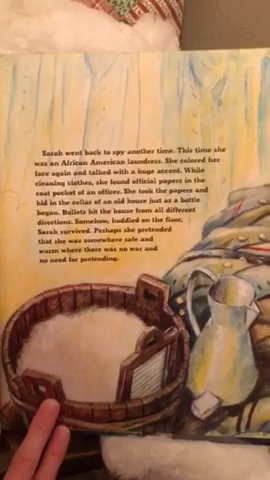 Sarah went back to spy another time. This time she
was an African American laundress. She colored her
face again and talked with a huge accent. While
cleaning clothes, she found official papers in the
coat pocket of an officer. She took the papers and
hid in the cellar of an old house just as a battle
began. Bullets hit the house from all different
directions. Somehow, huddled on the floor,
Sarah survived. Perhaps she pretended
that she was somewhere safe and
warm where there was no war and
no need for pretending.